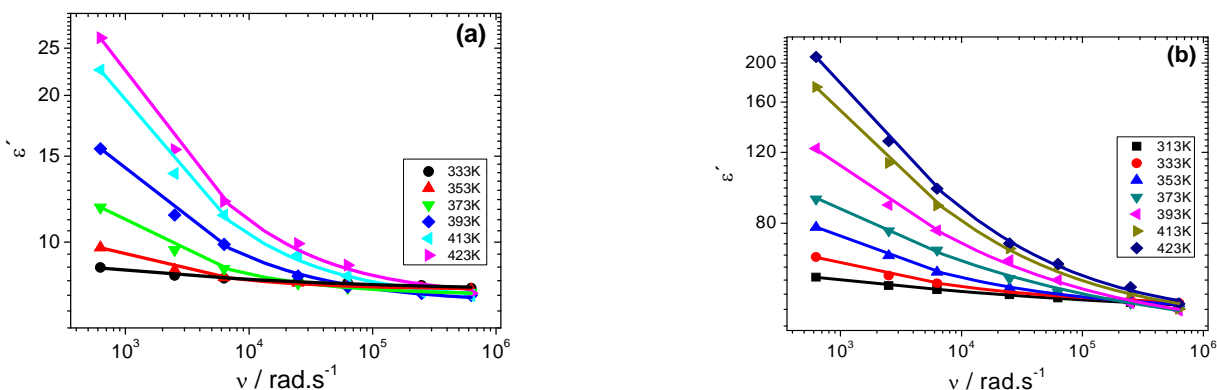 (a)
25
20
15
10
ε´
10³ 10⁴ 10⁵ 10⁶
ν / rad.s⁻¹
333K
353K
373K
393K
413K
423K
(b)
200
160
120
80
ε´
10³ 10⁴ 10⁵ 10⁶
ν / rad.s⁻¹
313K
333K
353K
373K
393K
413K
423K